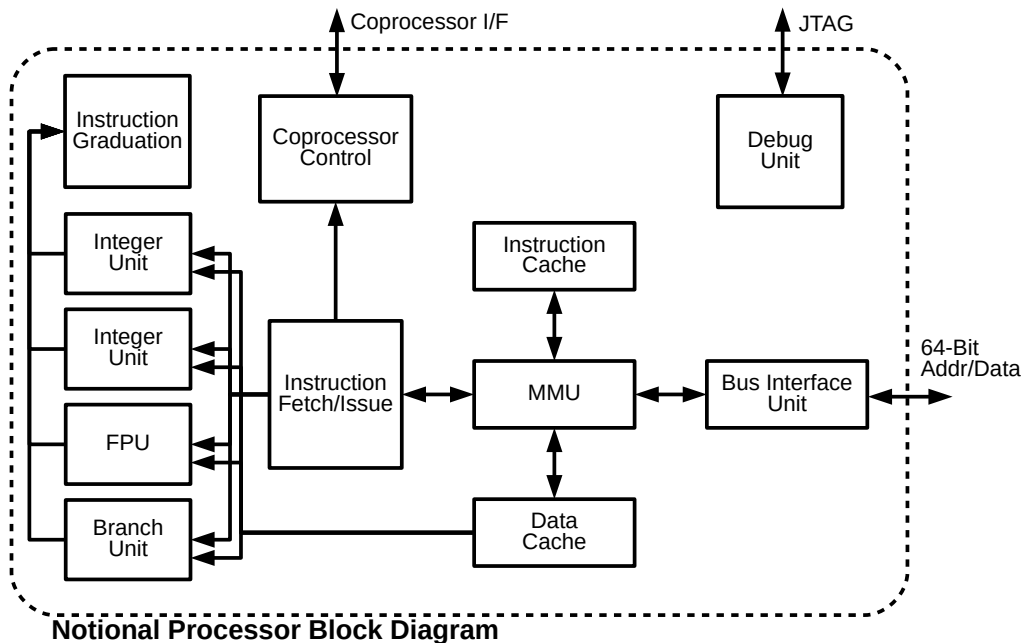 Coprocessor I/F
JTAG
Instruction
Graduation
Coprocessor
Control
Debug
Unit
Integer
Unit
Instruction
Cache
Integer
Unit
Instruction
Fetch/Issue
MMU
Bus Interface
Unit
64-Bit
Addr/Data
FPU
Branch
Unit
Data
Cache
Notional Processor Block Diagram